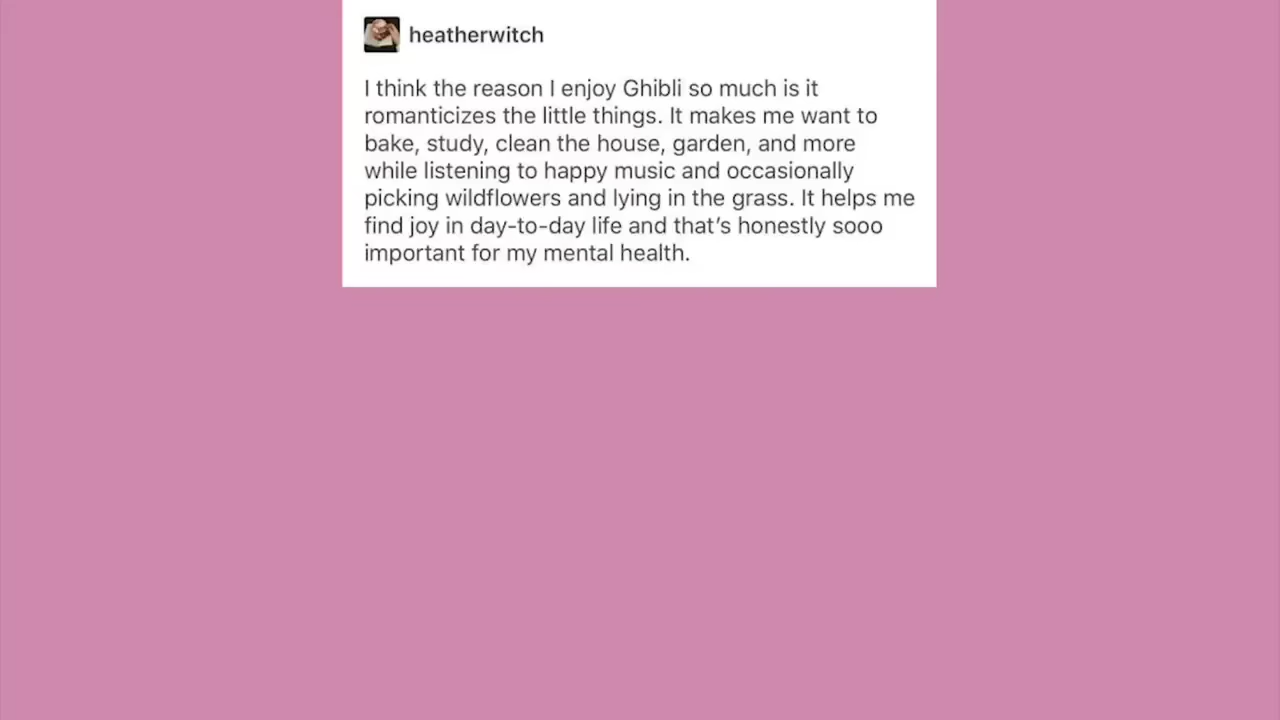 heatherwitch
I think the reason I enjoy Ghibli so much is it
romanticizes the little things. It makes me want to
bake, study, clean the house, garden, and more
while listening to happy music and occasionally
picking wildflowers and lying in the grass. It helps me
find joy in day-to-day life and that’s honestly sooo
important for my mental health.